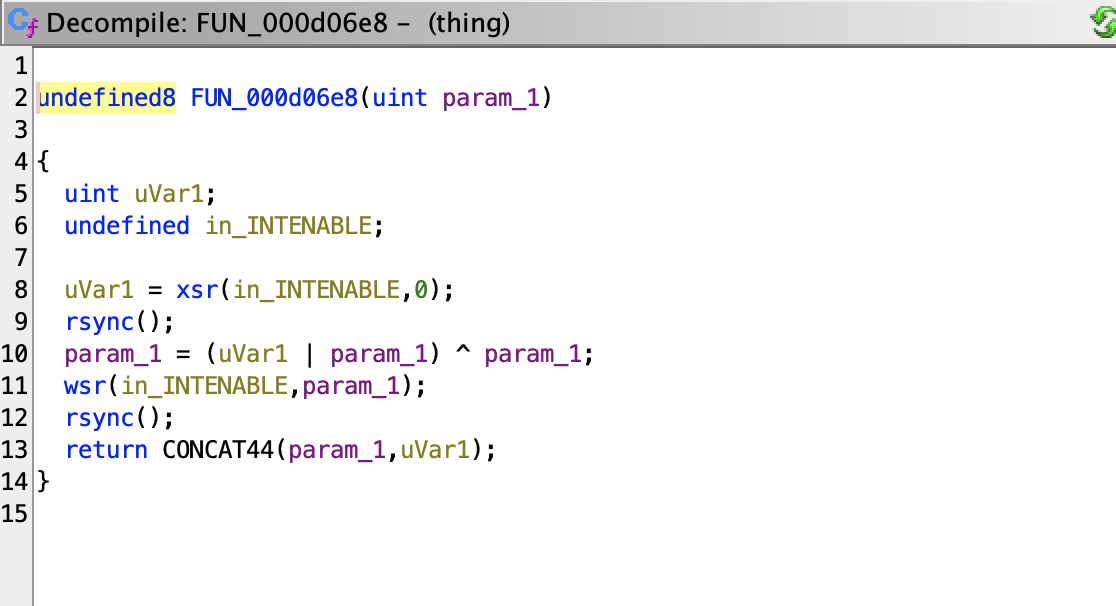 Decompile: FUN_000d06e8 – (thing)
1
2 undefined8 FUN_000d06e8(uint param_1)
3
4 {
5 uint uVar1;
6 undefined in_INTENABLE;
7
8 uVar1 = xsr(in_INTENABLE,0);
9 rsync();
10 param_1 = (uVar1 | param_1) ^ param_1;
11 wsr(in_INTENABLE,param_1);
12 rsync();
13 return CONCAT44(param_1,uVar1);
14 }
15